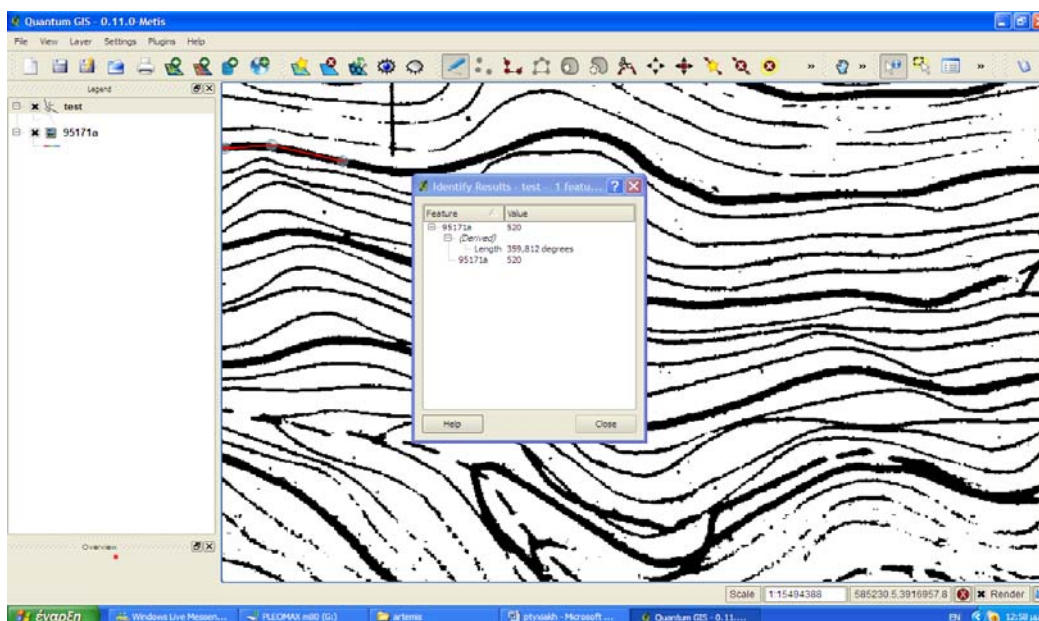 Quantum GIS - 0.11.0-Metis
File View Layer Settings Plugins Help
Legend
test
95171a
Identify Results - test - 1 featu...
Feature Value
95171a 520
(Derived)
Length 359,812 degrees
95171a 520
Help Close
Overview
Scale 1:15494388 585230.5,3916957.8 Render
έναρξη Windows Live Messen... PLEOMAX m80 (G:) artemis ptyxiakh - Microsoft ... Quantum GIS - 0.11.... EN